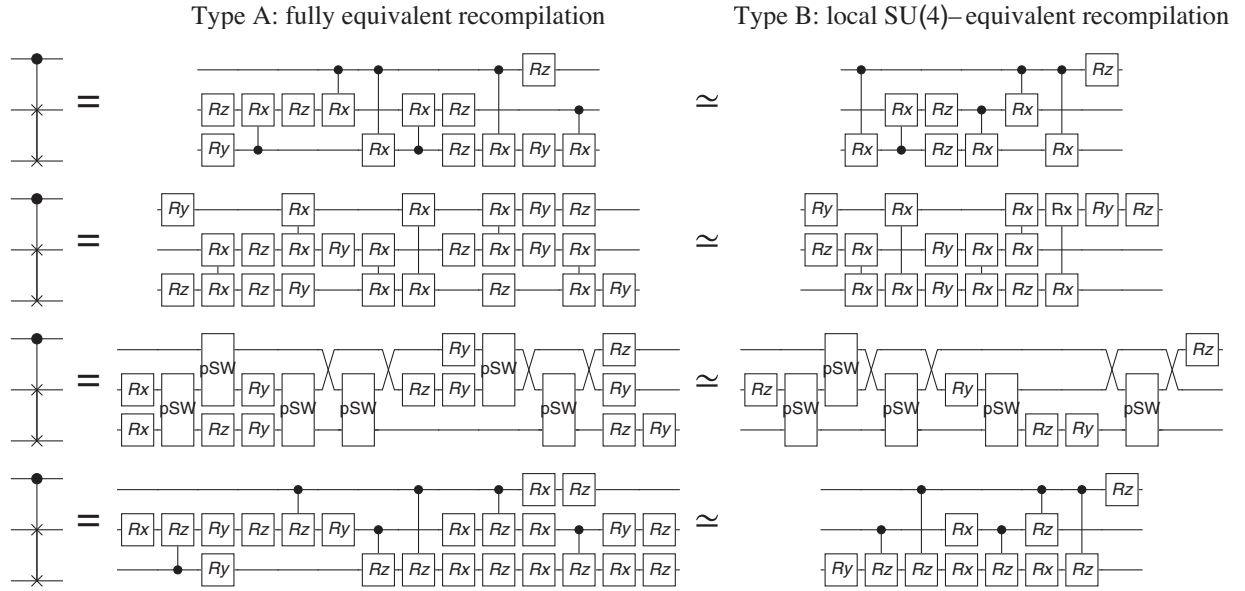 Type A: fully equivalent recompilation Type B: local SU(4)– equivalent recompilation
Rz Rz
= Rz Rx Rz Rx Rx Rz ≃ Rx Rx
Ry Rx Rz Rx Ry Rx Rx Rz Rx Rx
Ry Rx Rx Rx Ry Rz Ry Rx Rx Rx Ry Rz
= Rx Rz Ry Rx Rz Rx Ry Rx ≃ Rz Rx Ry Rx Rx
Rz Rx Rz Ry Rx Rx Rz Rx Ry Rx Rx Ry Rx Rz Rx
Ry Rz Rz
pSW pSW pSW
= Rx Ry Rz Ry Ry ≃ Rz Ry
pSW pSW pSW pSW pSW pSW pSW pSW
Rx Rz Ry Rz Ry Rz Ry
Rx Rz Rz
= Rx Rz Ry Rz Rz Ry Rx Rz Rx Ry Rz ≃ Rx Rz
Ry Rz Rz Rx Rz Rx Rz Rx Rz Ry Rz Rz Rx Rz Rx Rz